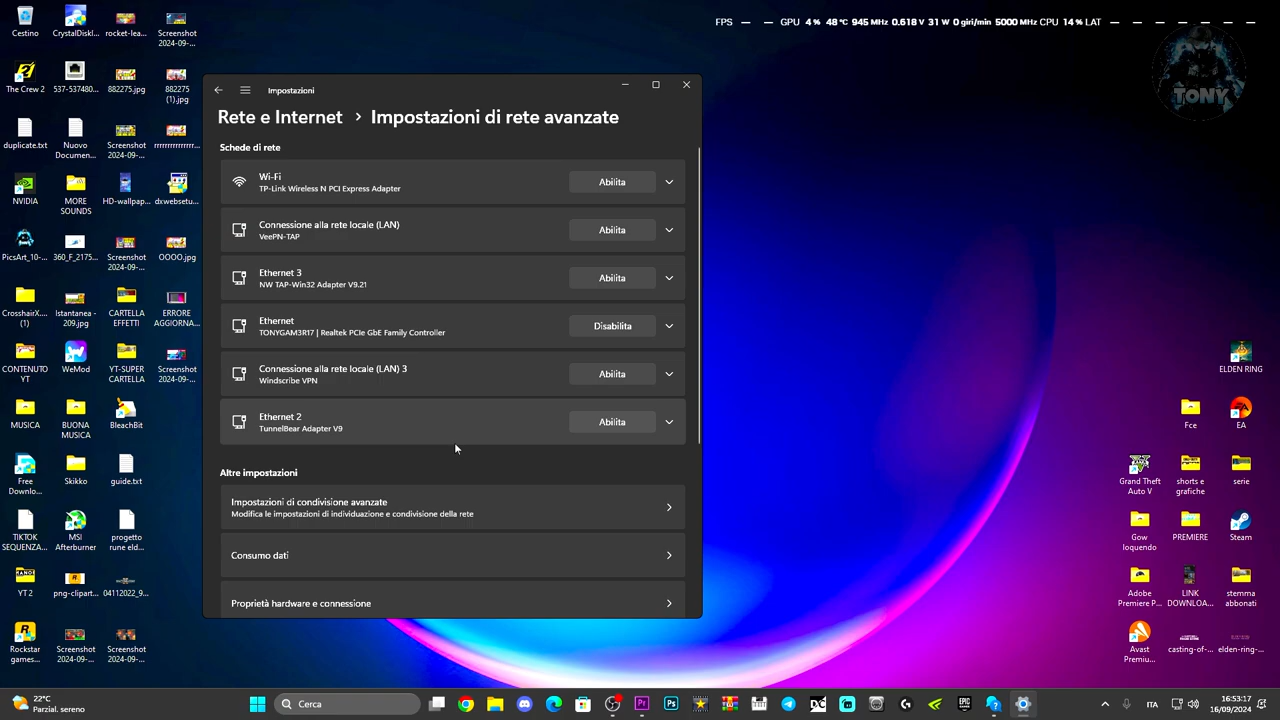 FPS — — GPU 4 % 48 °C 945 MHz 0.618 V 31 W 0 giri/min 5000 MHz CPU 14 % LAT — — — — — — —
TONY
Cestino
CrystalDiskI...
rocket-lea...
Screenshot
2024-09-...
The Crew 2
537-537480...
882275.jpg
882275
(1).jpg
duplicate.txt
Nuovo
Documen...
Screenshot
2024-09-...
rrrrrrrrrrrrrr...
NVIDIA
MORE
SOUNDS
HD-wallpap...
dxwebsetu...
PicsArt_10-...
360_F_2175...
Screenshot
2024-09-...
OOOO.jpg
CrosshairX...
(1)
Istantanea -
209.jpg
CARTELLA
EFFETTI
ERRORE
AGGIORNA...
CONTENUTO
YT
WeMod
YT-SUPER
CARTELLA
Screenshot
2024-09-...
MUSICA
BUONA
MUSICA
BleachBit
Free
Downlo...
Skikko
guide.txt
TIKTOK
SEQUENZA...
MSI
Afterburner
progetto
rune eld...
YT 2
png-clipart...
04112022_9...
Rockstar
games...
Screenshot
2024-09-...
Screenshot
2024-09-...
Impostazioni
Rete e Internet > Impostazioni di rete avanzate
Schede di rete
Wi-Fi
TP-Link Wireless N PCI Express Adapter
Abilita
Connessione alla rete locale (LAN)
VeePN-TAP
Abilita
Ethernet 3
NW TAP-Win32 Adapter V9.21
Abilita
Ethernet
TONYGAM3R17 | Realtek PCIe GbE Family Controller
Disabilita
Connessione alla rete locale (LAN) 3
Windscribe VPN
Abilita
Ethernet 2
TunnelBear Adapter V9
Abilita
Altre impostazioni
Impostazioni di condivisione avanzate
Modifica le impostazioni di individuazione e condivisione della rete
Consumo dati
Proprietà hardware e connessione
ELDEN RING
Fce
EA
Grand Theft
Auto V
shorts e
grafiche
serie
Gow
loquendo
PREMIERE
Steam
Adobe
Premiere P...
LINK
DOWNLOA...
stemma
abbonati
Avast
Premiu...
casting-of-...
elden-ring-...
22°C
Parzial. sereno
Cerca
ITA
16:53:17
16/09/2024